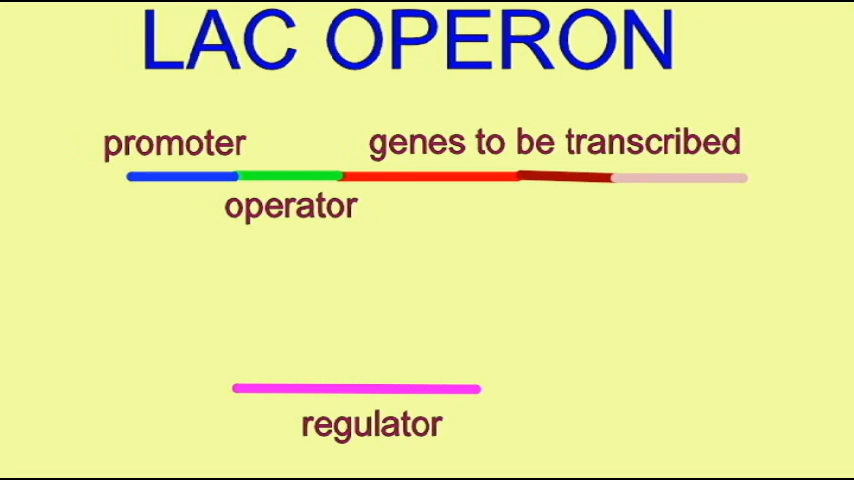 LAC OPERON
promoter
genes to be transcribed
operator
regulator